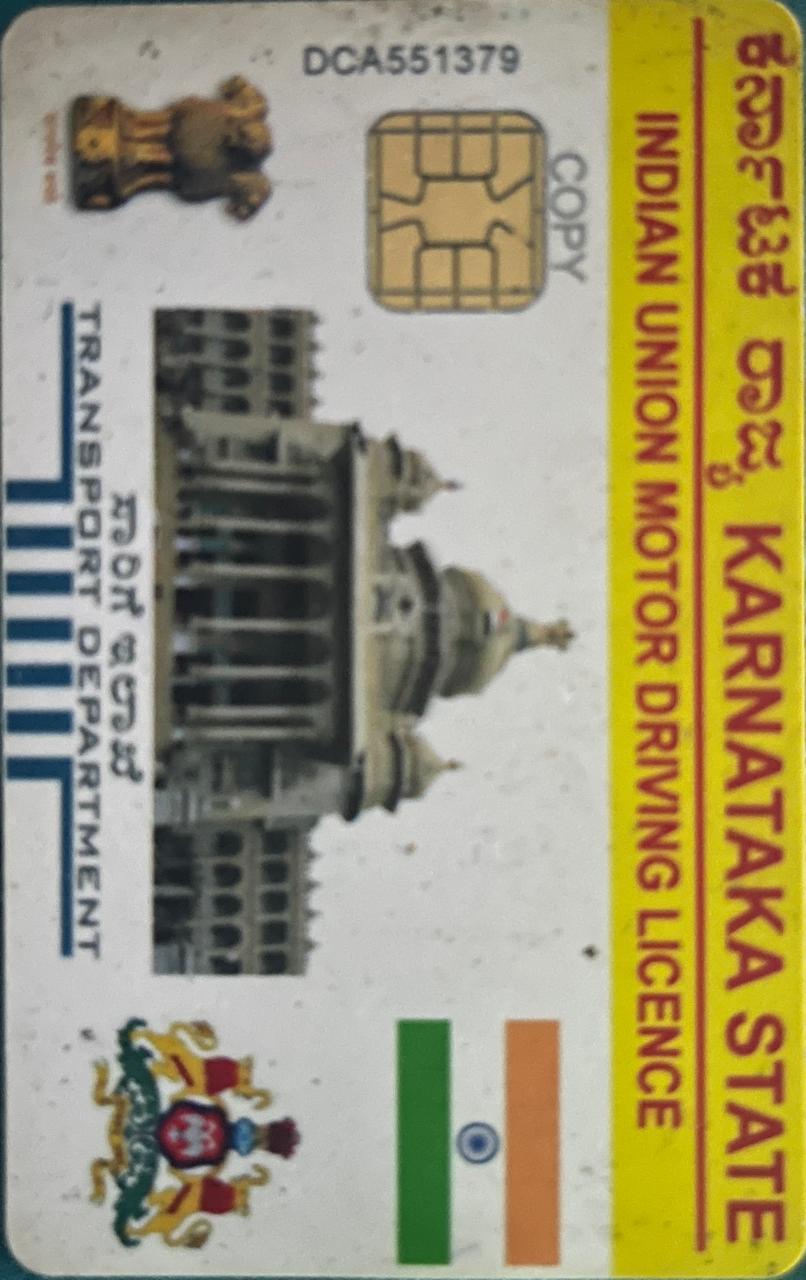 ಕರ್ನಾಟಕ ರಾಜ್ಯ KARNATAKA STATE
INDIAN UNION MOTOR DRIVING LICENCE
COPY
DCA551379
ಸಾರಿಗೆ ಇಲಾಖೆ
TRANSPORT DEPARTMENT